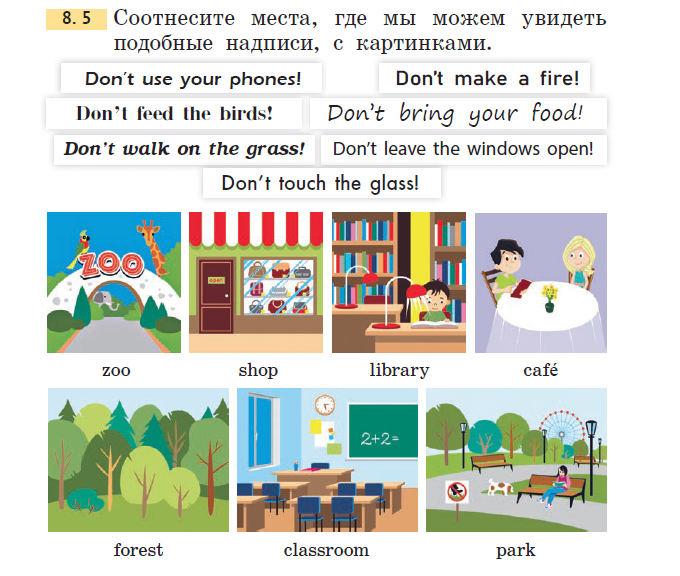 8. 5 Соотнесите места, где мы можем увидеть
подобные надписи, с картинками.
Don't use your phones! Don't make a fire!
Don't feed the birds! Don't bring your food!
Don't walk on the grass! Don't leave the windows open!
Don't touch the glass!
ZOO
open
zoo shop library café
2+2=
forest classroom park